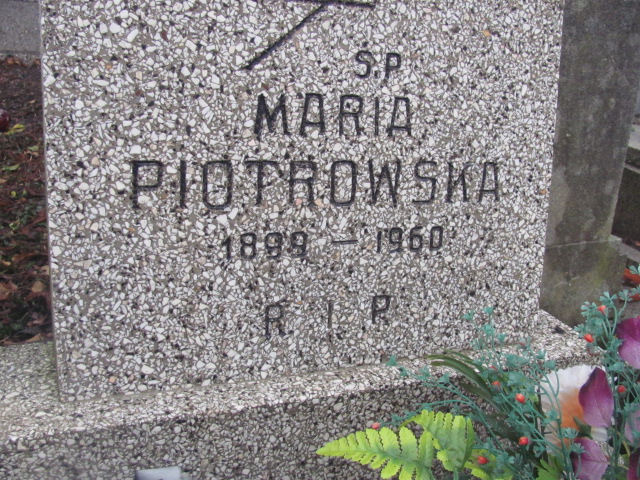 Ś.P
MARIA
PIOTROWSKA
1899 – 1960
R. I. P.